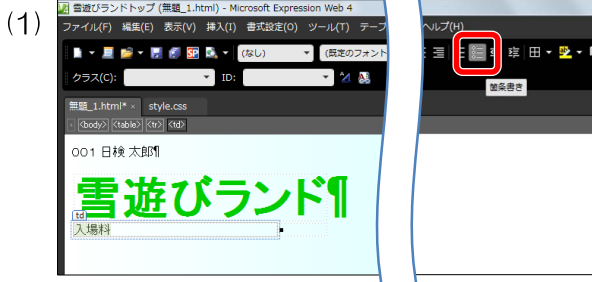 (1)
雪遊びランドトップ (無題_1.html) - Microsoft Expression Web 4
ファイル(F) 編集(E) 表示(V) 挿入(I) 書式設定(O) ツール(T) テーブ ヘルプ(H)
(なし) (既定のフォント
クラス(C): ID:
箇条書き
無題_1.html* × style.css
<body> <table> <tr> <td>
001 日検 太郎¶
雪遊びランド¶
td
入場料